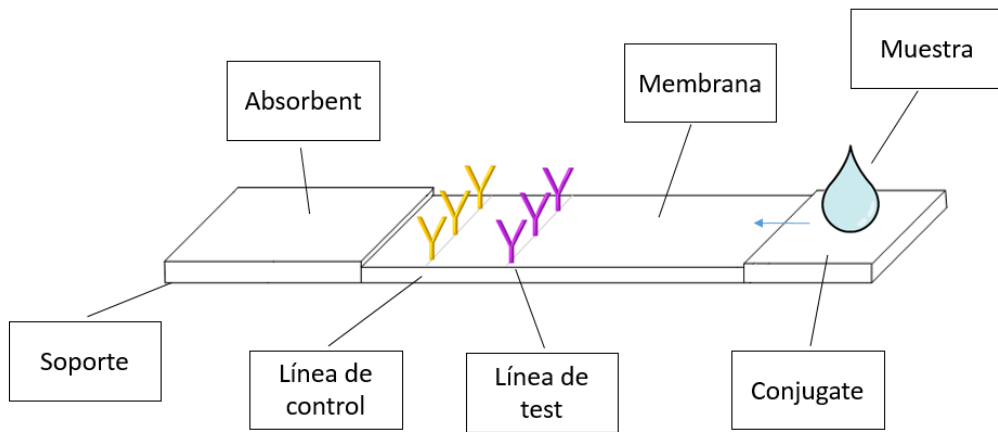 Muestra
Absorbent
Membrana
Soporte
Línea de
control
Línea de
test
Conjugate